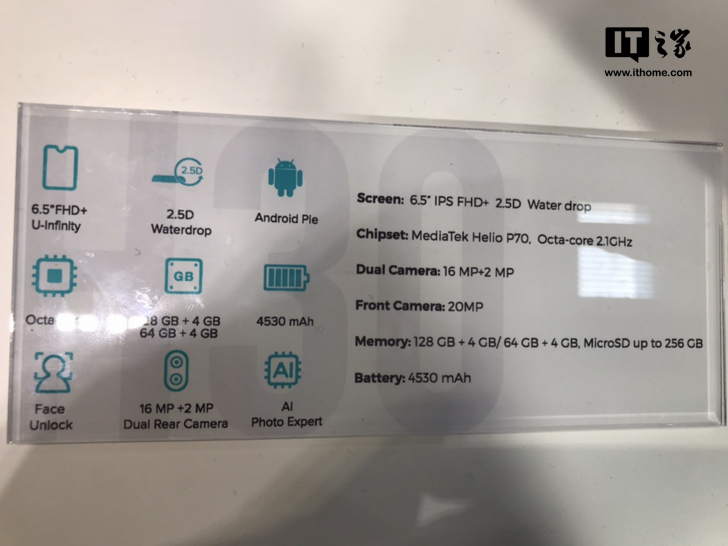 IT之家
www.ithome.com
2.5D
6.5"FHD+
U-Infinity
2.5D
Waterdrop
Android Pie
GB
Octa
28 GB + 4 GB
64 GB + 4 GB
4530 mAh
AI
Face
Unlock
16 MP +2 MP
Dual Rear Camera
AI
Photo Expert
Screen: 6.5" IPS FHD+ 2.5D Water drop
Chipset: MediaTek Helio P70, Octa-core 2.1GHz
Dual Camera: 16 MP+2 MP
Front Camera: 20MP
Memory: 128 GB + 4 GB/ 64 GB + 4 GB, MicroSD up to 256 GB
Battery: 4530 mAh